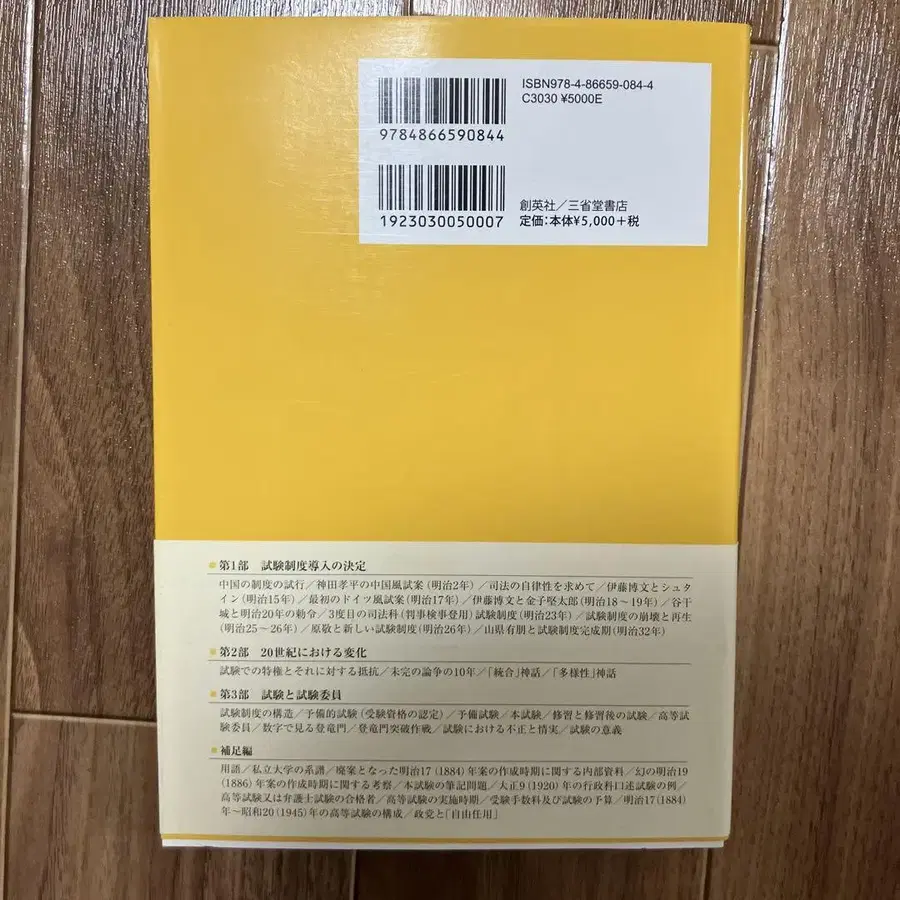 ISBN978-4-86659-084-4
C3030 ¥5000E
9784866590844
1923030050007
創英社／三省堂書店
定価:本体¥5,000+税
■第1部　試験制度導入の決定
中国の制度の試行／神田孝平の中国風試案(明治2年)／司法の自律性を求めて／伊藤博文とシュタ
イン(明治15年)／最初のドイツ風試案(明治17年)／伊藤博文と金子堅太郎(明治18～19年)／谷干
城と明治20年の勅令／3度目の司法科(判事検事登用)試験制度(明治23年)／試験制度の崩壊と再生
(明治25～26年)／原敬と新しい試験制度(明治26年)／山県有朋と試験制度完成期(明治32年)
■第2部　20世紀における変化
試験での特権とそれに対する抵抗／未完の論争の10年／「統合」神話／「多様性」神話
■第3部　試験と試験委員
試験制度の構造／予備的試験(受験資格の認定)／予備試験／本試験／修習と修習後の試験／高等試
験委員／数字で見る登竜門／登竜門突破作戦／試験における不正と情実／試験の意義
■補足編
用語／私立大学の系譜／廃案となった明治17(1884)年案の作成時期に関する内部資料／幻の明治19
(1886)年案の作成時期に関する考察／本試験の筆記問題／大正9(1920)年の行政科口述試験の例／
高等試験又は弁護士試験の合格者／高等試験の実施時期／受験手数料及び試験の予算／明治17(1884)
年～昭和20(1945)年の高等試験の構成／政党と「自由任用」